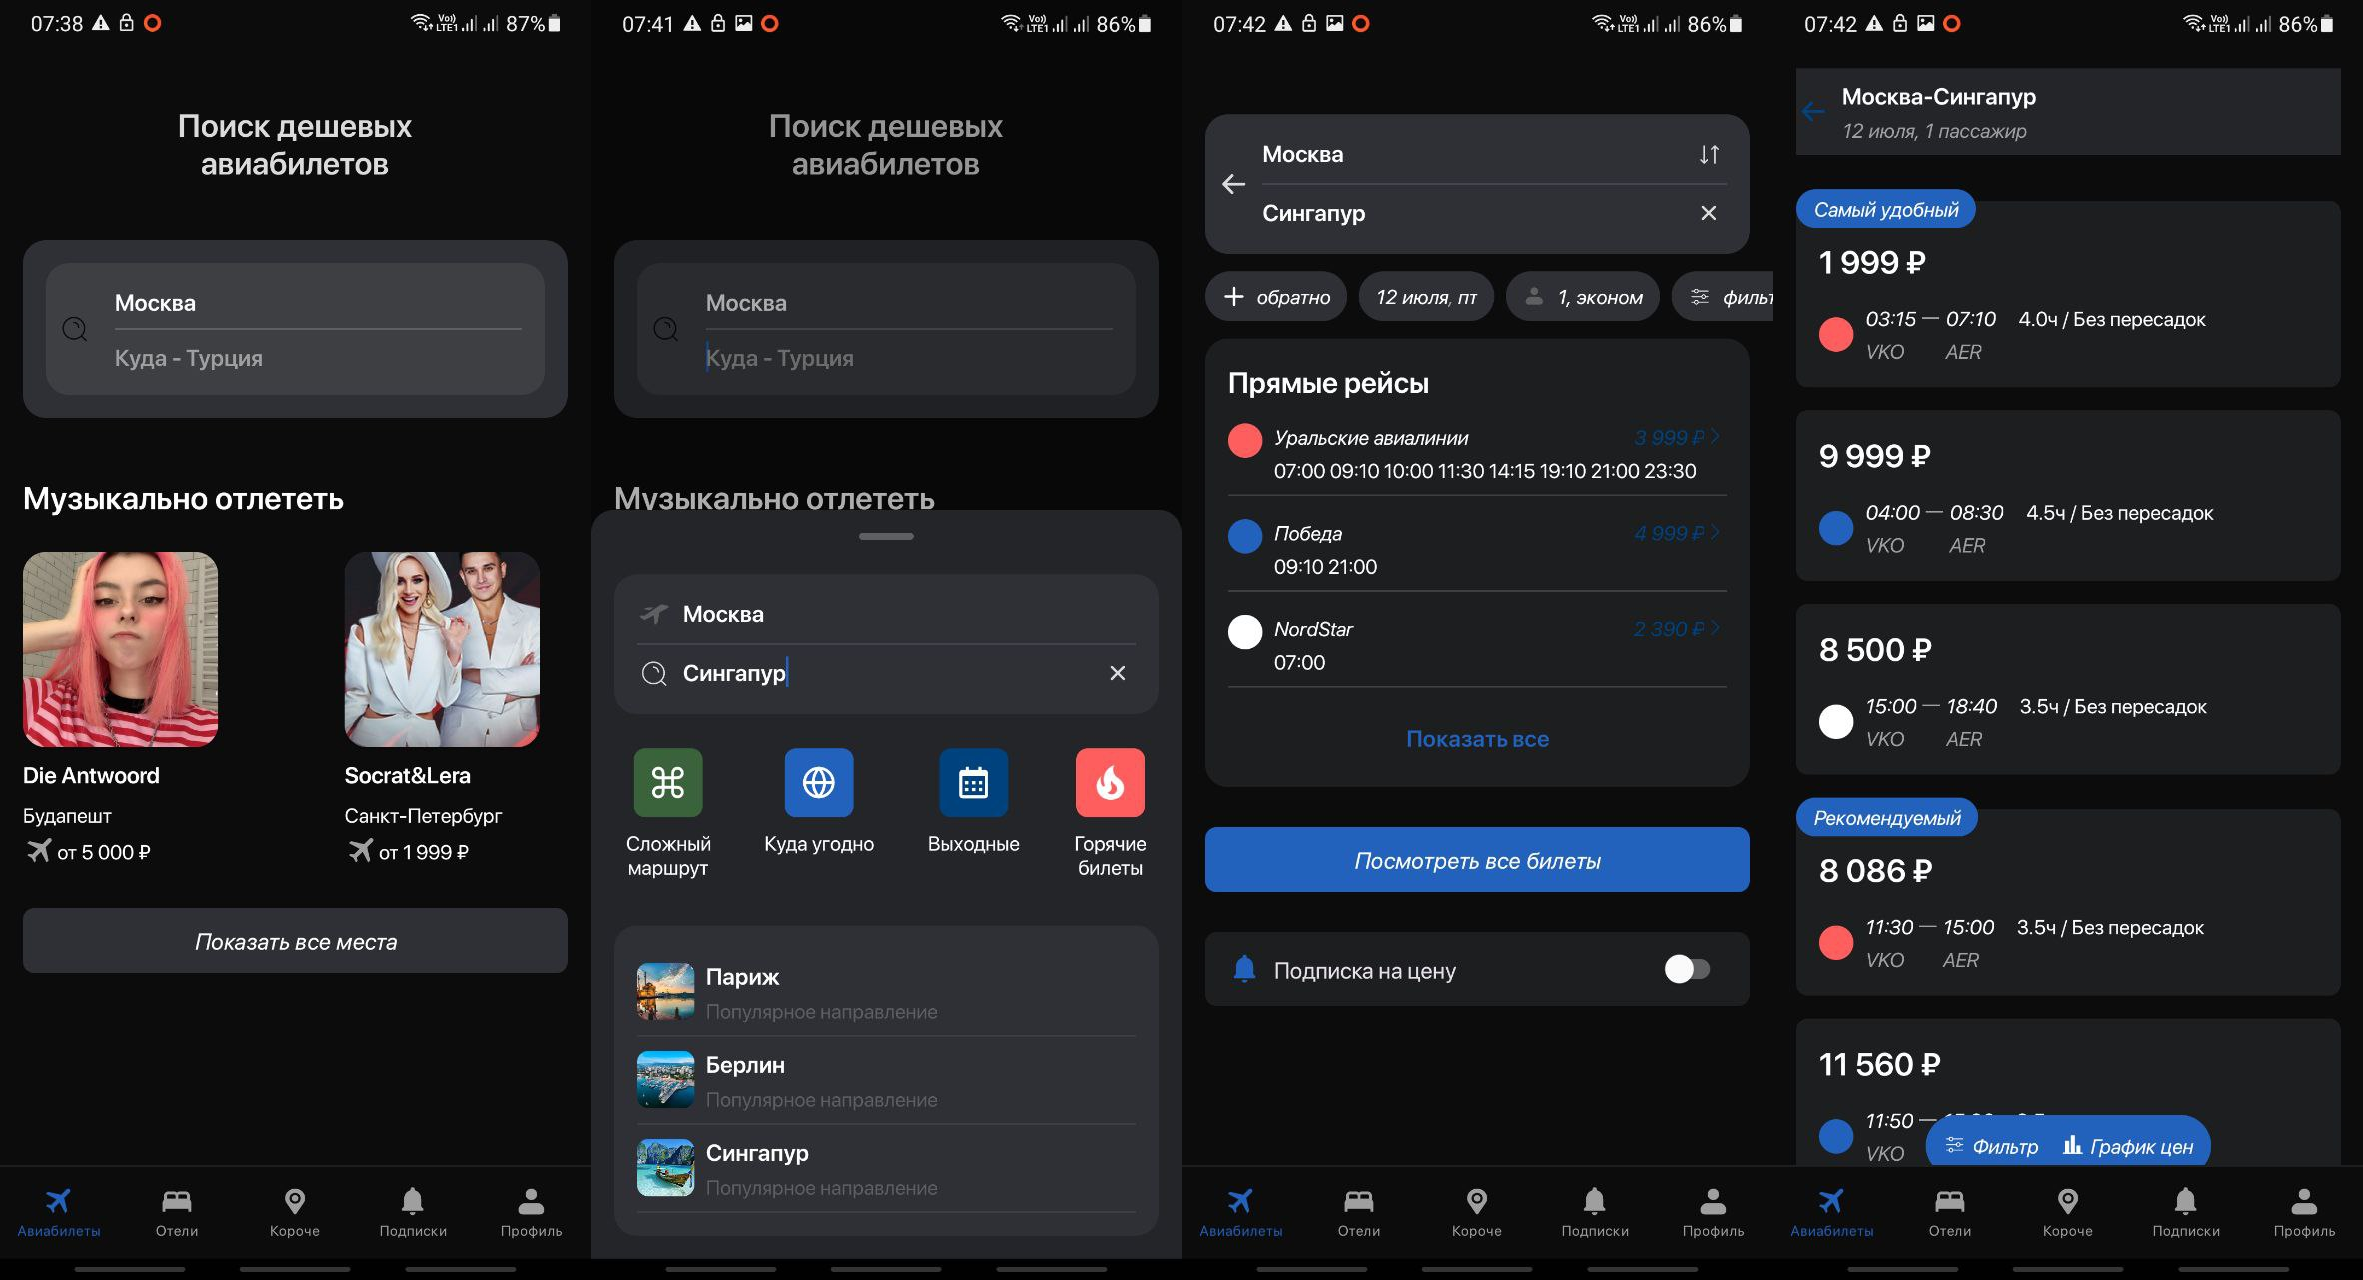 07:38
Vo)) LTE1 87%
Поиск дешевых
авиабилетов
Москва
Куда - Турция
Музыкально отлететь
Die Antwoord
Socrat&Lera
Будапешт
Санкт-Петербург
от 5 000 ₽
от 1 999 ₽
Показать все места
Авиабилеты
Отели
Короче
Подписки
Профиль
07:41
Vo)) LTE1 86%
Поиск дешевых
авиабилетов
Москва
Куда - Турция
Музыкально отлететь
Москва
Сингапур
Сложный
маршрут
Куда угодно
Выходные
Горячие
билеты
Париж
Популярное направление
Берлин
Популярное направление
Сингапур
Популярное направление
07:42
Vo)) LTE1 86%
Москва
Сингапур
обратно
12 июля, пт
1, эконом
фильт
Прямые рейсы
Уральские авиалинии
3 999 ₽
07:00 09:10 10:00 11:30 14:15 19:10 21:00 23:30
Победа
4 999 ₽
09:10 21:00
NordStar
2 390 ₽
07:00
Показать все
Посмотреть все билеты
Подписка на цену
Авиабилеты
Отели
Короче
Подписки
Профиль
07:42
Vo)) LTE1 86%
Москва-Сингапур
12 июля, 1 пассажир
Самый удобный
1 999 ₽
03:15 — 07:10 4.0ч / Без пересадок
VKO AER
9 999 ₽
04:00 — 08:30 4.5ч / Без пересадок
VKO AER
8 500 ₽
15:00 — 18:40 3.5ч / Без пересадок
VKO AER
Рекомендуемый
8 086 ₽
11:30 — 15:00 3.5ч / Без пересадок
VKO AER
11 560 ₽
11:50 —
VKO
Фильтр
График цен
Авиабилеты
Отели
Короче
Подписки
Профиль